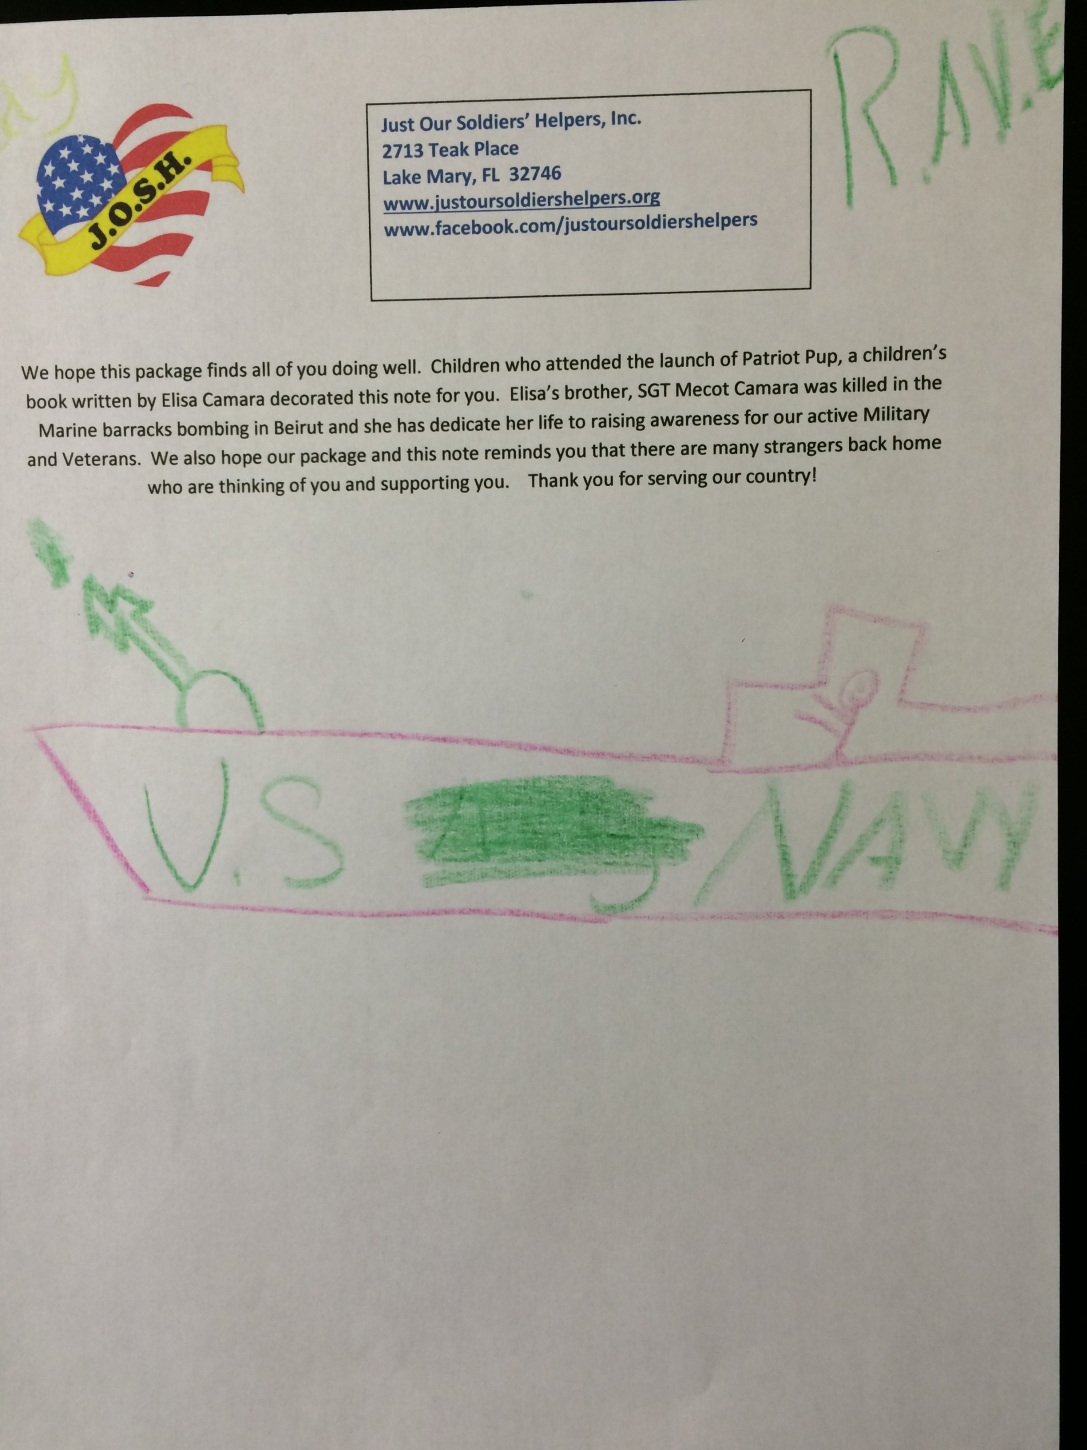 RAV.E
J.O.S.H.
Just Our Soldiers' Helpers, Inc.
2713 Teak Place
Lake Mary, FL 32746
www.justoursoldiershelpers.org
www.facebook.com/justoursoldiershelpers
We hope this package finds all of you doing well. Children who attended the launch of Patriot Pup, a children's
book written by Elisa Camara decorated this note for you. Elisa's brother, SGT Mecot Camara was killed in the
Marine barracks bombing in Beirut and she has dedicate her life to raising awareness for our active Military
and Veterans. We also hope our package and this note reminds you that there are many strangers back home
who are thinking of you and supporting you. Thank you for serving our country!
U.S NAVY